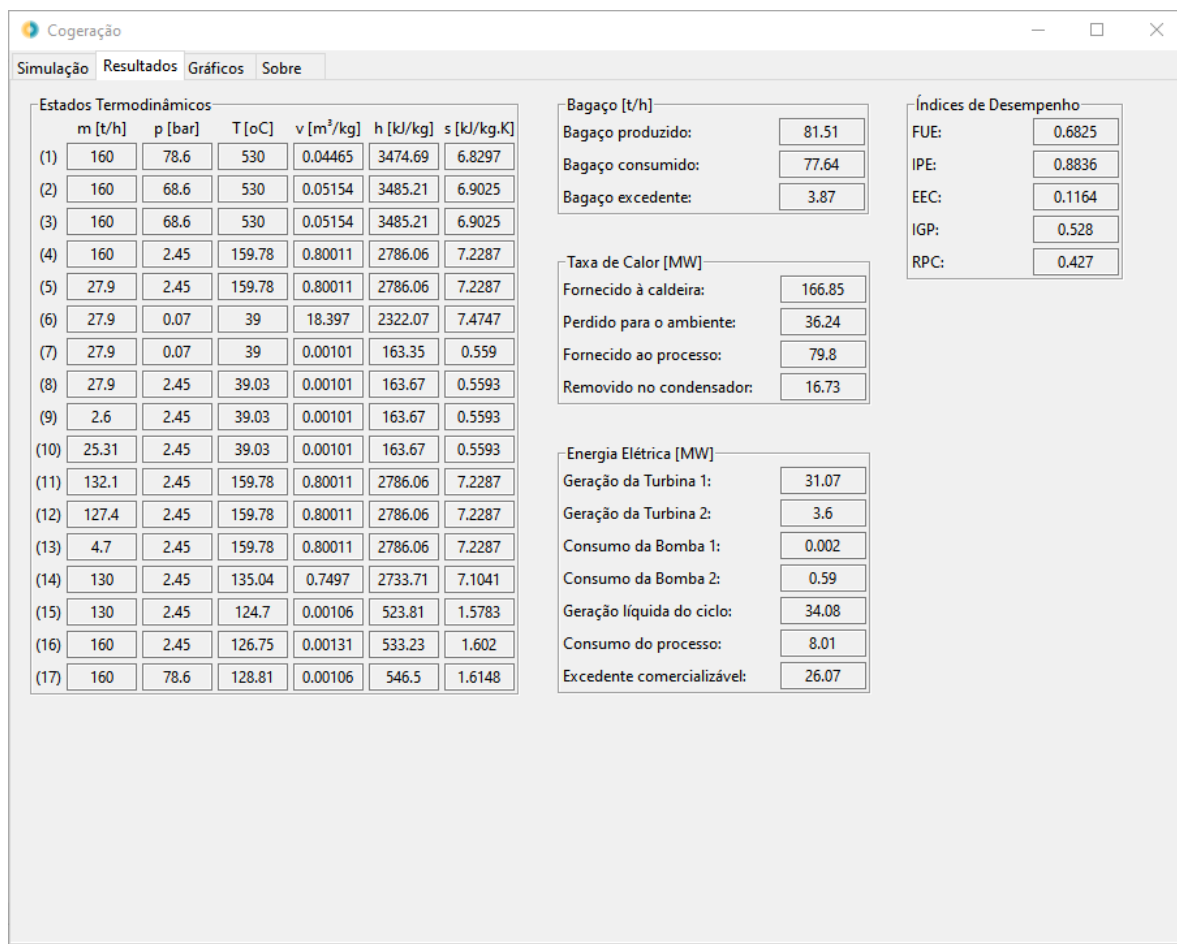 Cogeração
Simulação Resultados Gráficos Sobre
Estados Termodinâmicos
m [t/h] p [bar] T [oC] v [m³/kg] h [kJ/kg] s [kJ/kg.K]
(1) 160 78.6 530 0.04465 3474.69 6.8297
(2) 160 68.6 530 0.05154 3485.21 6.9025
(3) 160 68.6 530 0.05154 3485.21 6.9025
(4) 160 2.45 159.78 0.80011 2786.06 7.2287
(5) 27.9 2.45 159.78 0.80011 2786.06 7.2287
(6) 27.9 0.07 39 18.397 2322.07 7.4747
(7) 27.9 0.07 39 0.00101 163.35 0.559
(8) 27.9 2.45 39.03 0.00101 163.67 0.5593
(9) 2.6 2.45 39.03 0.00101 163.67 0.5593
(10) 25.31 2.45 39.03 0.00101 163.67 0.5593
(11) 132.1 2.45 159.78 0.80011 2786.06 7.2287
(12) 127.4 2.45 159.78 0.80011 2786.06 7.2287
(13) 4.7 2.45 159.78 0.80011 2786.06 7.2287
(14) 130 2.45 135.04 0.7497 2733.71 7.1041
(15) 130 2.45 124.7 0.00106 523.81 1.5783
(16) 160 2.45 126.75 0.00131 533.23 1.602
(17) 160 78.6 128.81 0.00106 546.5 1.6148
Bagaço [t/h]
Bagaço produzido: 81.51
Bagaço consumido: 77.64
Bagaço excedente: 3.87
Taxa de Calor [MW]
Fornecido à caldeira: 166.85
Perdido para o ambiente: 36.24
Fornecido ao processo: 79.8
Removido no condensador: 16.73
Energia Elétrica [MW]
Geração da Turbina 1: 31.07
Geração da Turbina 2: 3.6
Consumo da Bomba 1: 0.002
Consumo da Bomba 2: 0.59
Geração líquida do ciclo: 34.08
Consumo do processo: 8.01
Excedente comercializável: 26.07
Índices de Desempenho
FUE: 0.6825
IPE: 0.8836
EEC: 0.1164
IGP: 0.528
RPC: 0.427